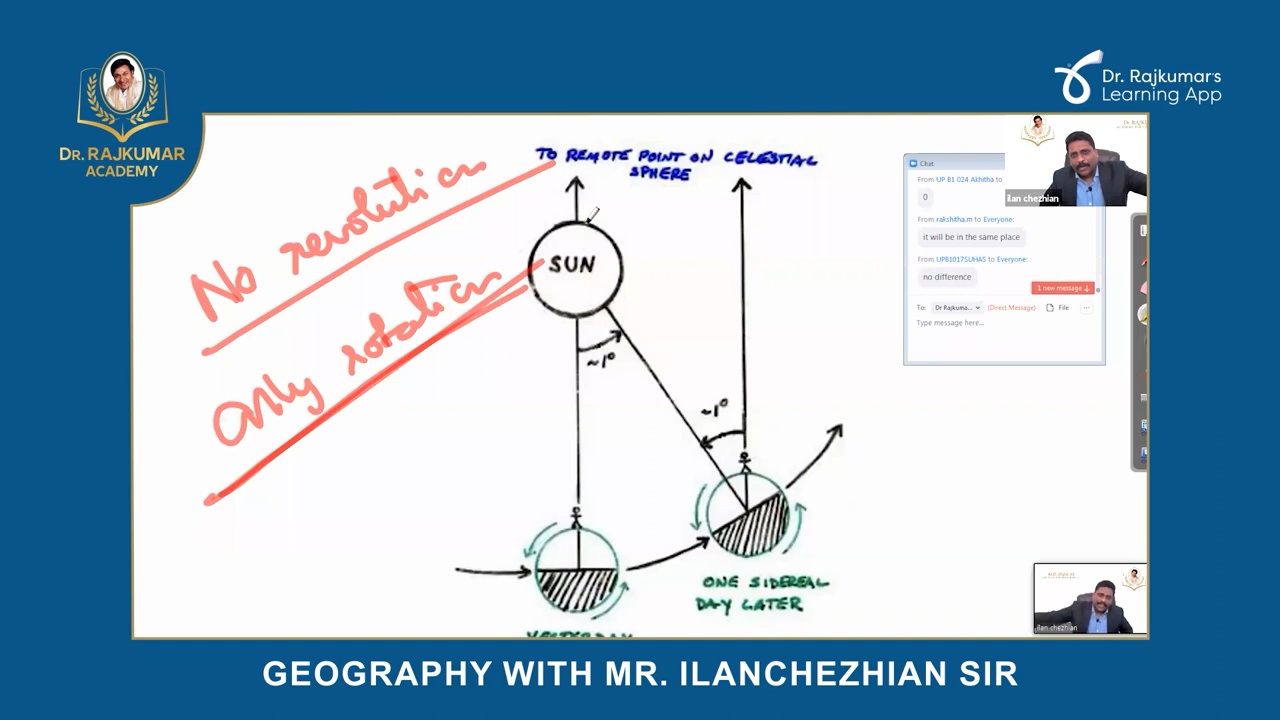 DR. RAJKUMAR
ACADEMY
Dr. Rajkumar's
Learning App
No revolution
Only rotation
TO REMOTE POINT ON CELESTIAL
SPHERE
SUN
~1°
~1°
ONE SIDEREAL
DAY LATER
YESTERDAY
Chat
From UP 81 024 Akhitha to
0
From rakshitha.m to Everyone:
it will be in the same place
From UP81017SUHAS to Everyone:
no difference
1 new message
To: Dr Rajkuma... (Direct Message) File ...
Type message here...
ilan chezhian
ilan chezhian
GEOGRAPHY WITH MR. ILANCHEZHIAN SIR